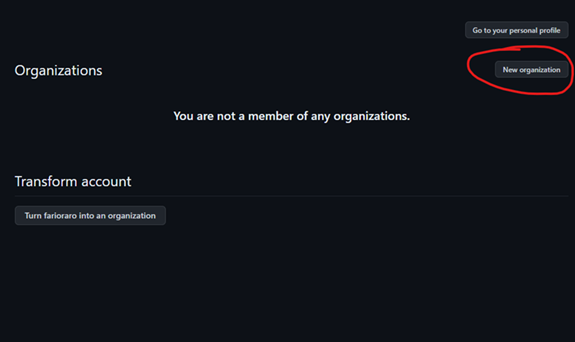 Go to your personal profile
Organizations
New organization
You are not a member of any organizations.
Transform account
Turn farioraro into an organization